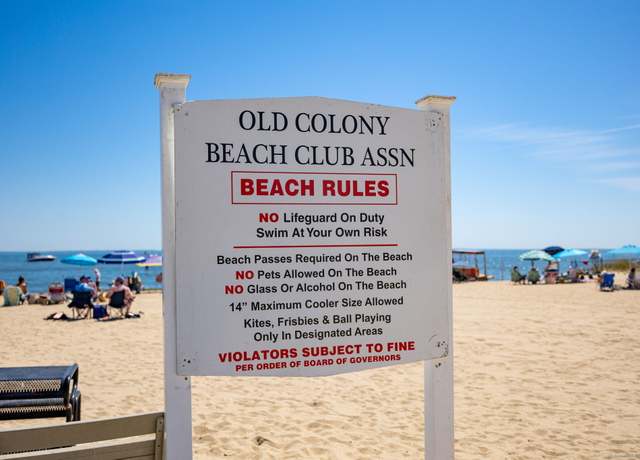 OLD COLONY
BEACH CLUB ASSN
BEACH RULES
NO Lifeguard On Duty
Swim At Your Own Risk
Beach Passes Required On The Beach
NO Pets Allowed On The Beach
NO Glass Or Alcohol On The Beach
14” Maximum Cooler Size Allowed
Kites, Frisbies & Ball Playing
Only In Designated Areas
VIOLATORS SUBJECT TO FINE
PER ORDER OF BOARD OF GOVERNORS